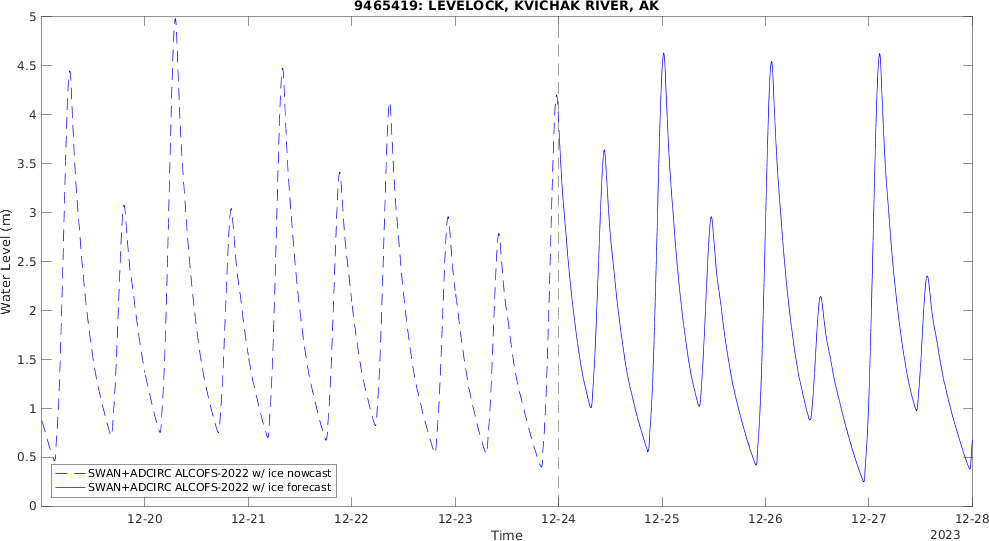 9465419: LEVELOCK, KVICHAK RIVER, AK
5
4.5
4
3.5
3
2.5
2
1.5
1
0.5
0
Water Level (m)
SWAN+ADCIRC ALCOFS-2022 w/ ice nowcast
SWAN+ADCIRC ALCOFS-2022 w/ ice forecast
12-20 12-21 12-22 12-23 12-24 12-25 12-26 12-27 12-28
Time
2023